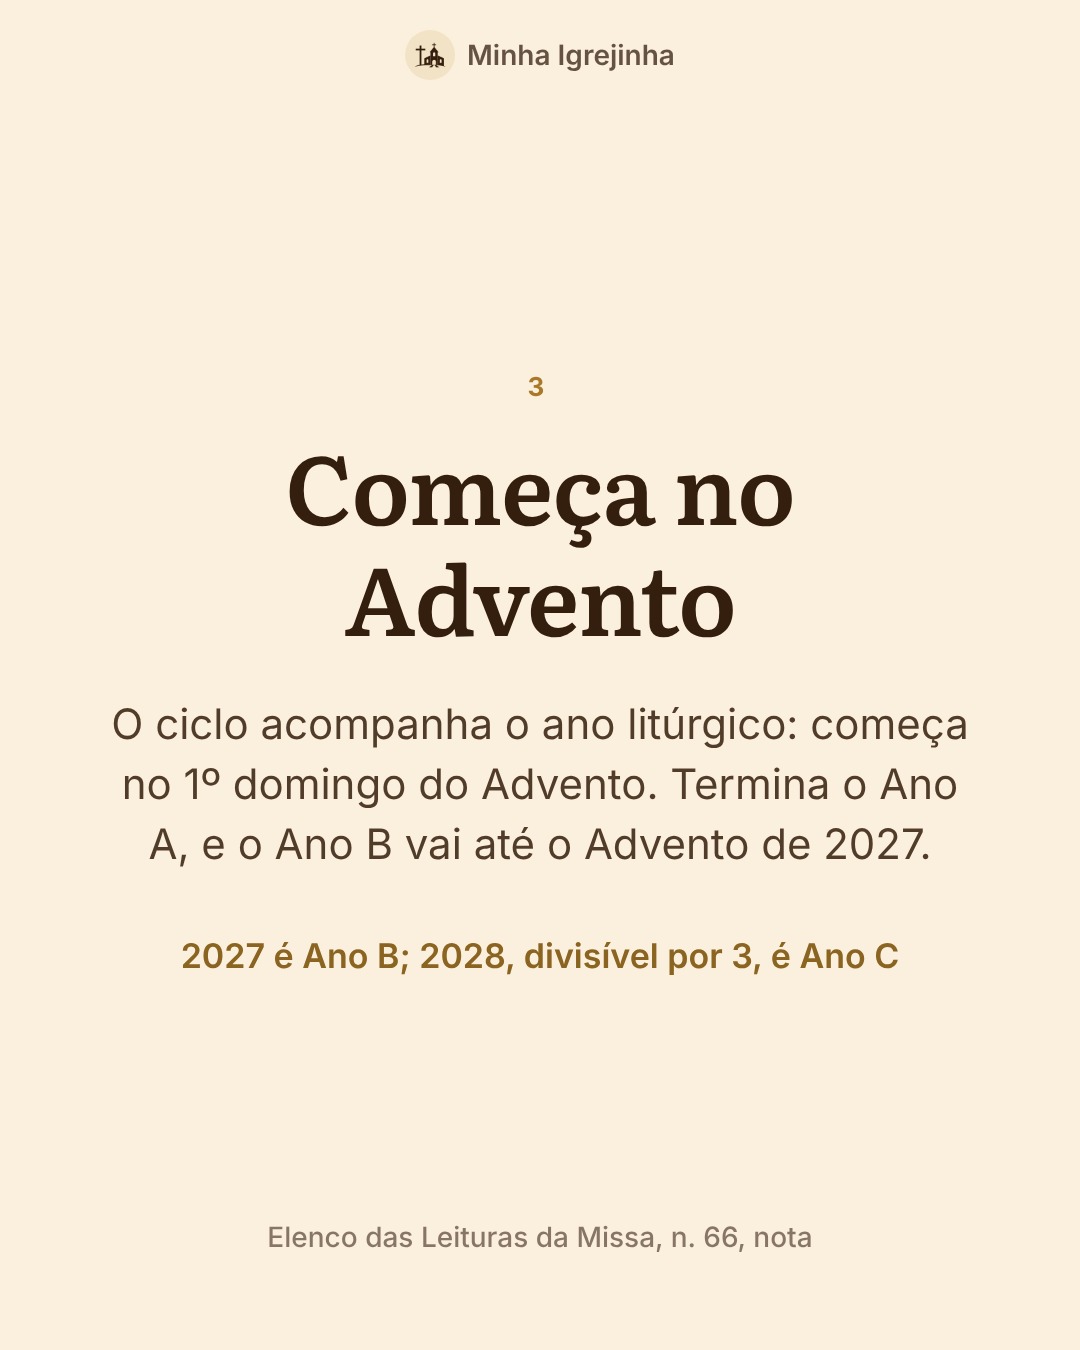 Minha Igrejinha
3
Começa no
Advento
O ciclo acompanha o ano litúrgico: começa
no 1º domingo do Advento. Termina o Ano
A, e o Ano B vai até o Advento de 2027.
2027 é Ano B; 2028, divisível por 3, é Ano C
Elenco das Leituras da Missa, n. 66, nota